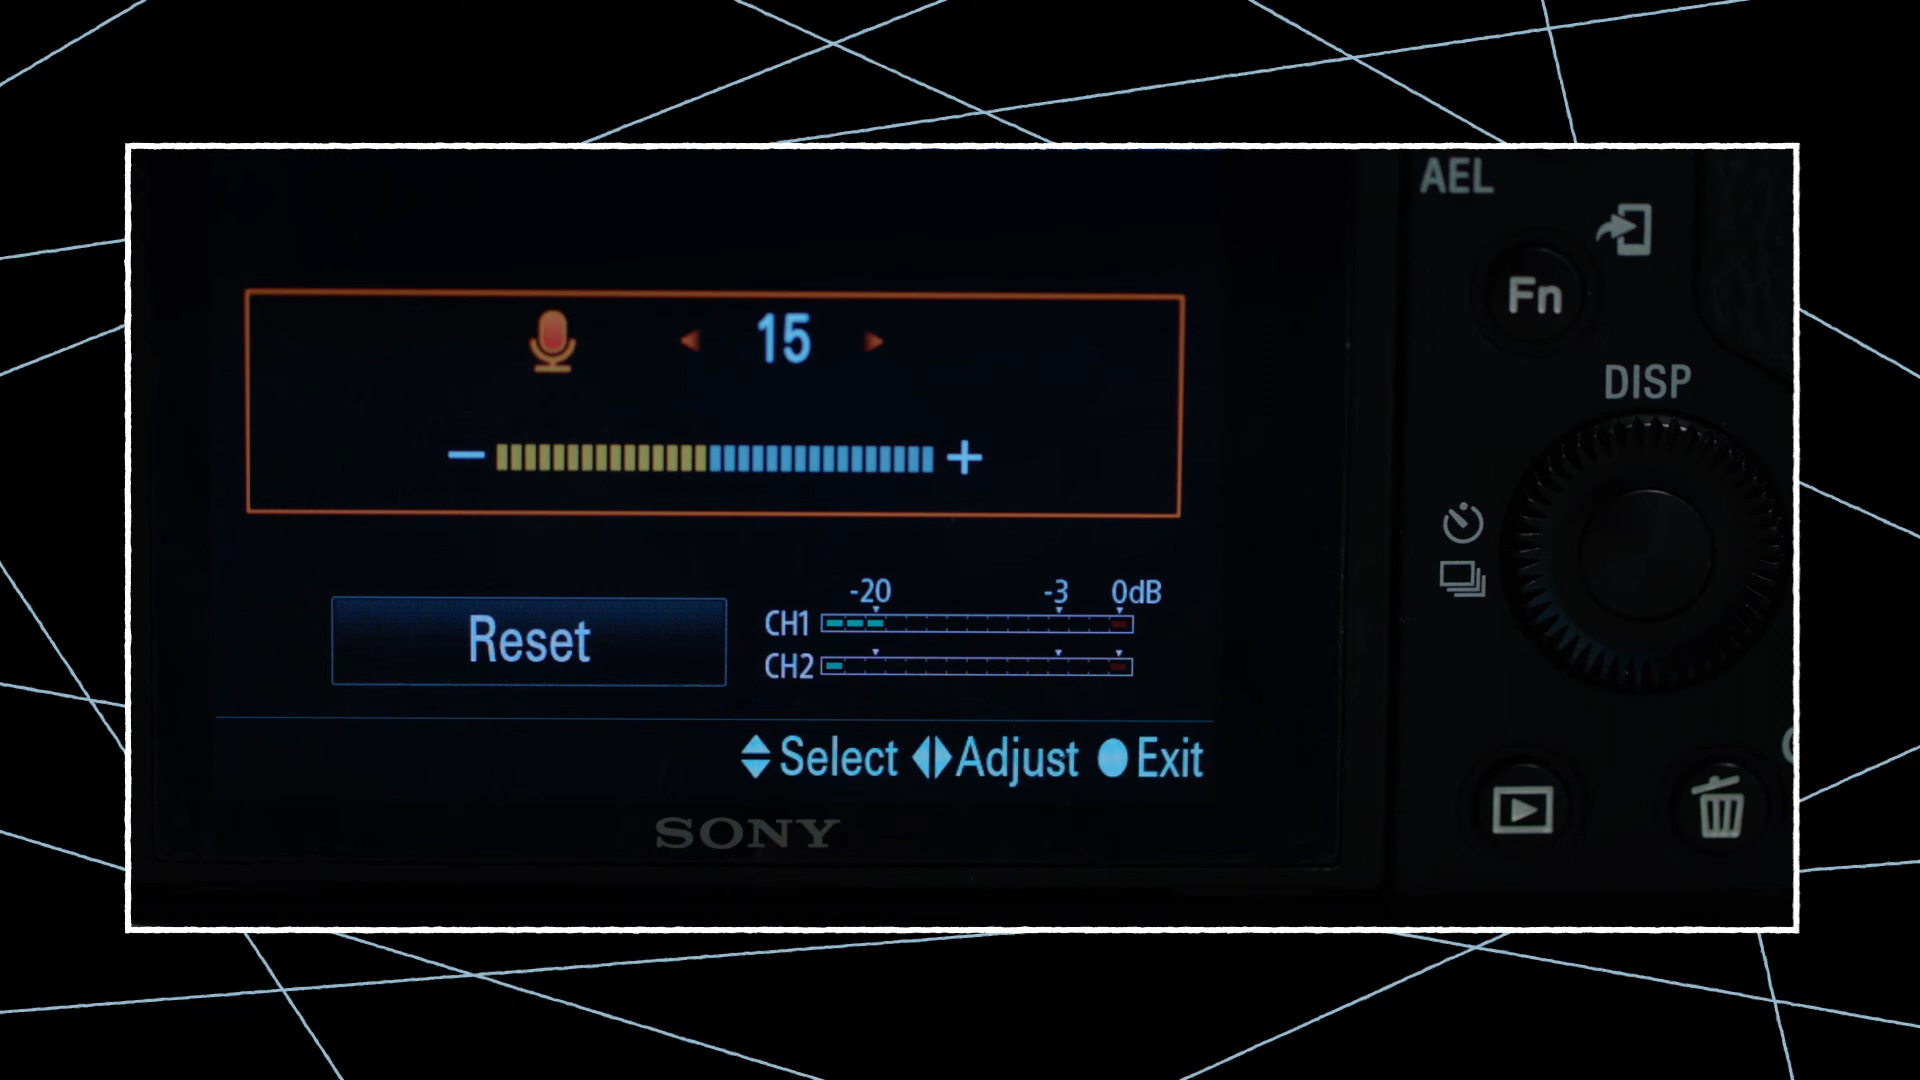 AEL
Fn
DISP
15
− +
-20 -3 0dB
CH1
CH2
Reset
Select Adjust Exit
SONY